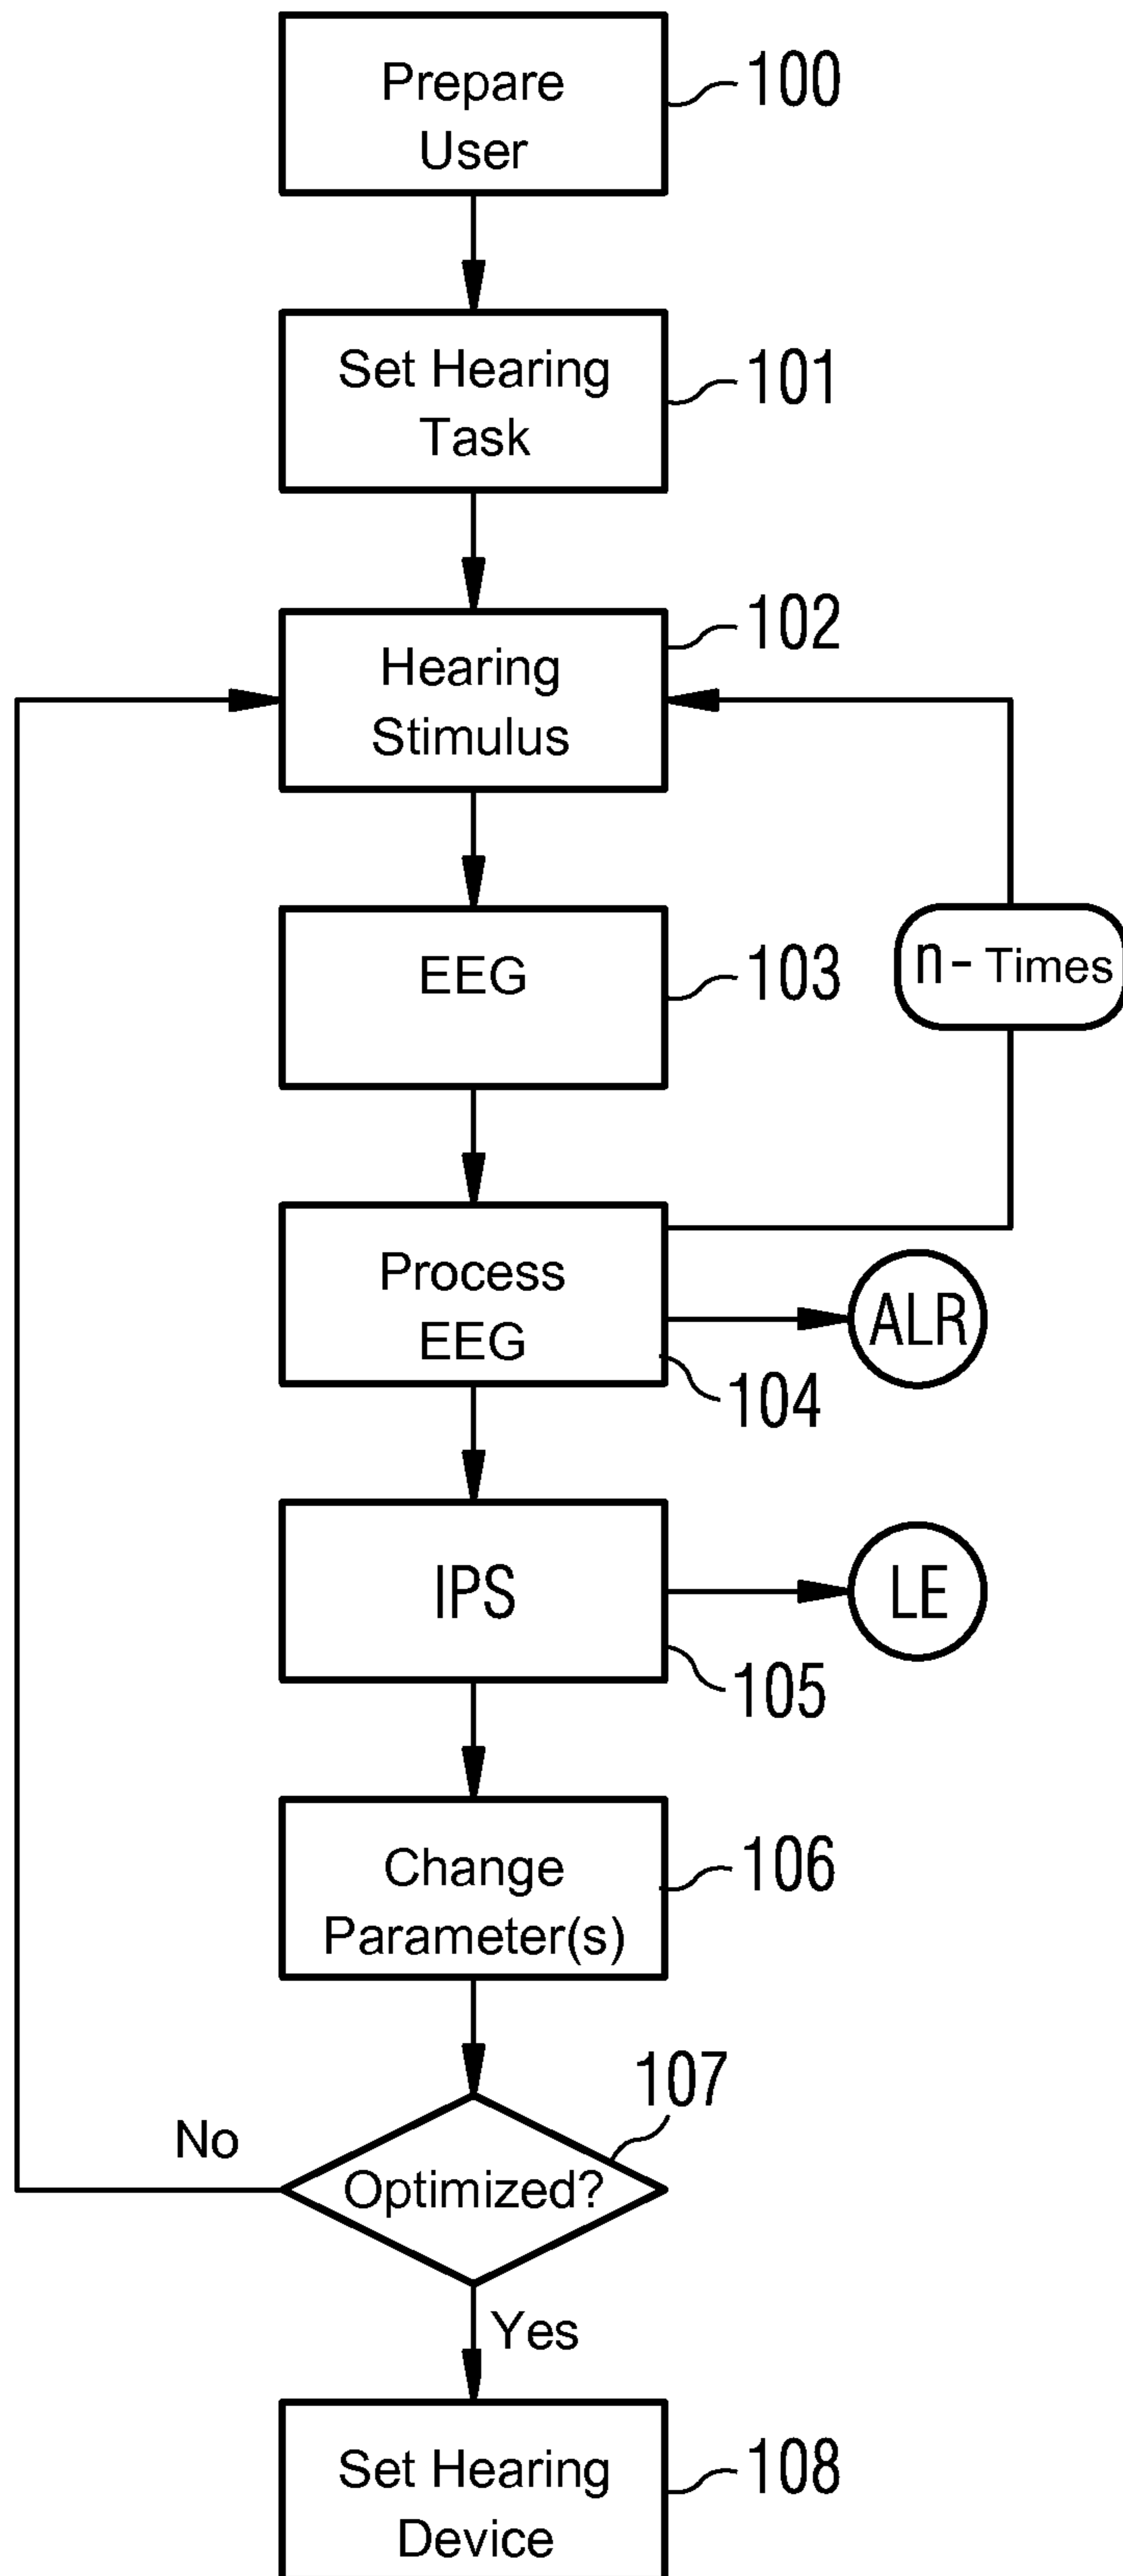 Prepare
User
100
Set Hearing
Task
101
102
Hearing
Stimulus
EEG
103
n- Times
Process
EEG
ALR
104
IPS
LE
105
Change
Parameter(s)
106
107
No
Optimized?
Yes
Set Hearing
Device
108